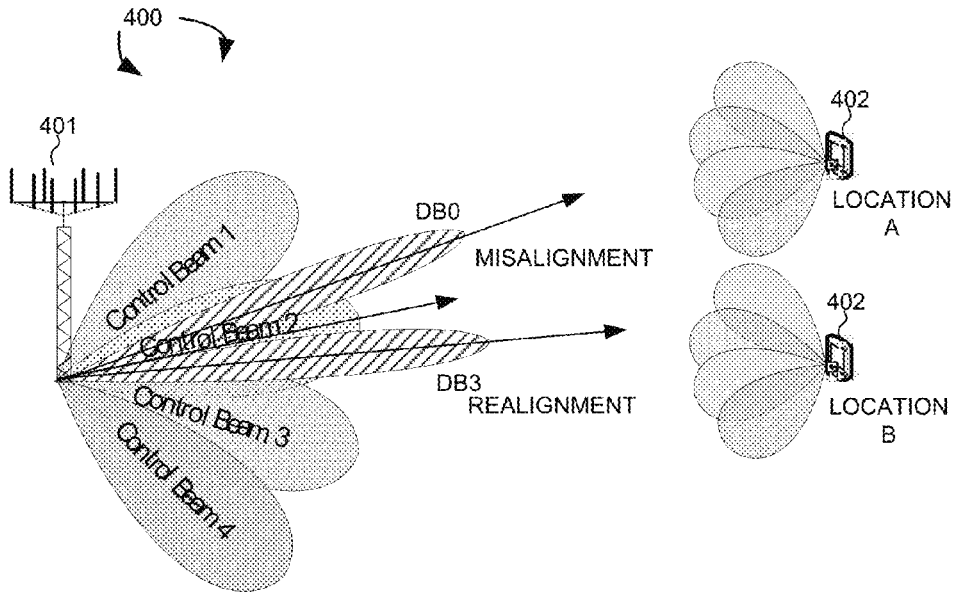 400
401
402
LOCATION
A
Control Beam 1
DB0
MISALIGNMENT
Control Beam 2
402
DB3
REALIGNMENT
LOCATION
B
Control Beam 3
Control Beam 4